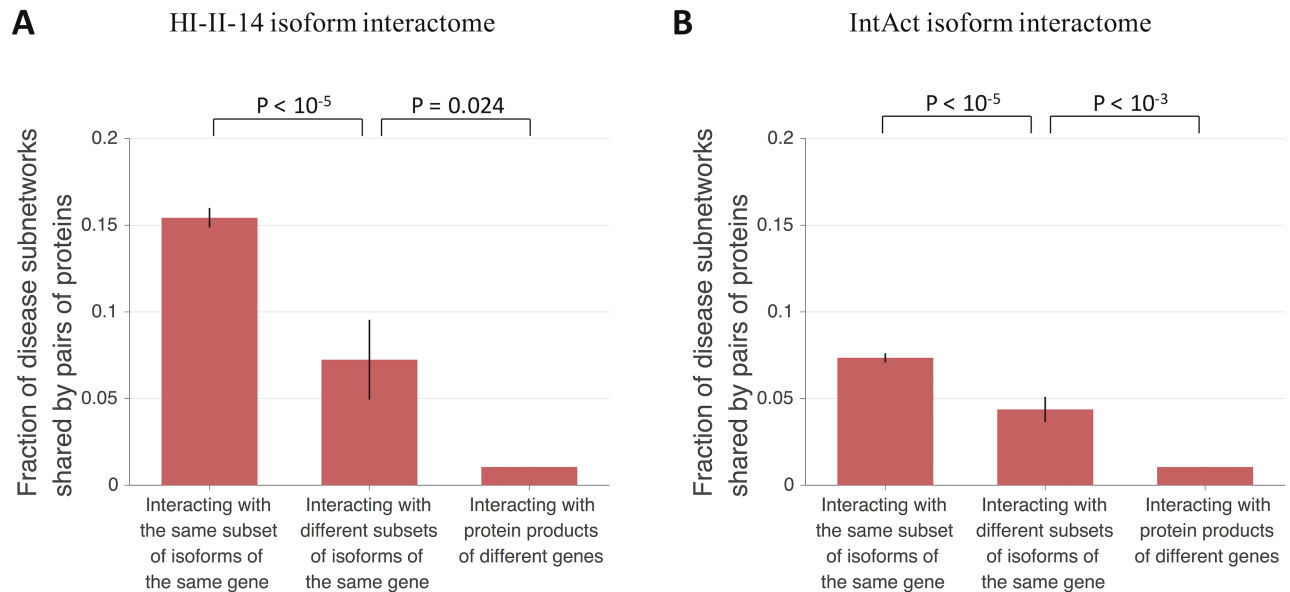 A
HI-II-14 isoform interactome
P < 10-5
P = 0.024
Fraction of disease subnetworks
shared by pairs of proteins
0.2
0.15
0.1
0.05
0
Interacting with
the same subset
of isoforms of
the same gene
Interacting with
different subsets
of isoforms of
the same gene
Interacting with
protein products
of different genes
B
IntAct isoform interactome
P < 10-5
P < 10-3
Fraction of disease subnetworks
shared by pairs of proteins
0.2
0.15
0.1
0.05
0
Interacting with
the same subset
of isoforms of
the same gene
Interacting with
different subsets
of isoforms of
the same gene
Interacting with
protein products
of different genes